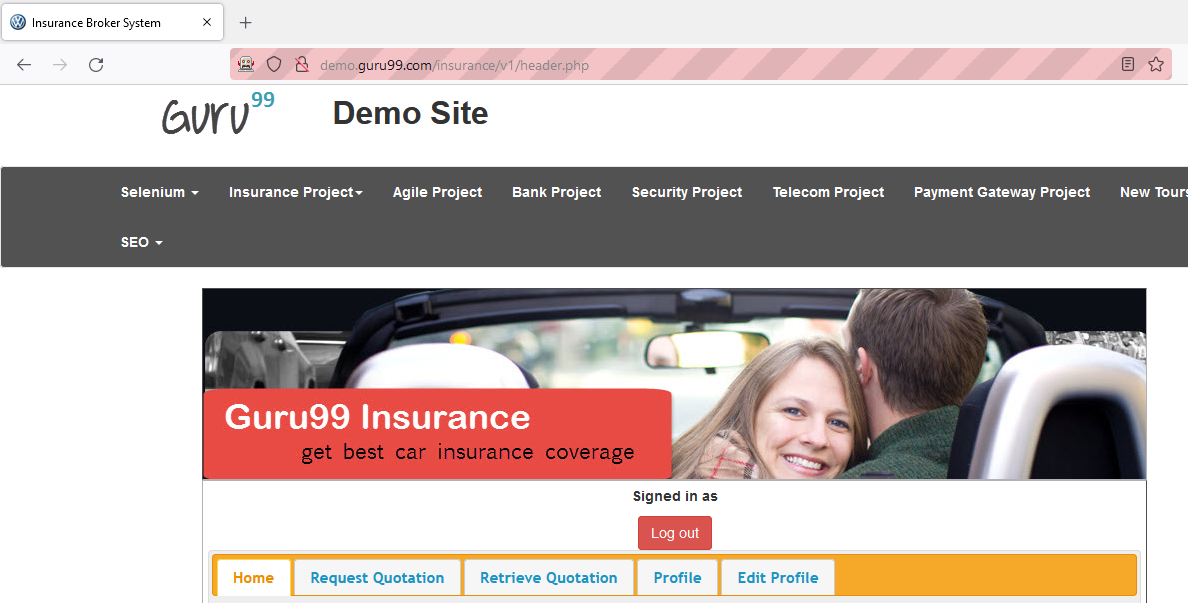 Insurance Broker System
demo.guru99.com/insurance/v1/header.php
Guru99
Demo Site
Selenium Insurance Project Agile Project Bank Project Security Project Telecom Project Payment Gateway Project New Tours
SEO
Guru99 Insurance
get best car insurance coverage
Signed in as
Log out
Home Request Quotation Retrieve Quotation Profile Edit Profile